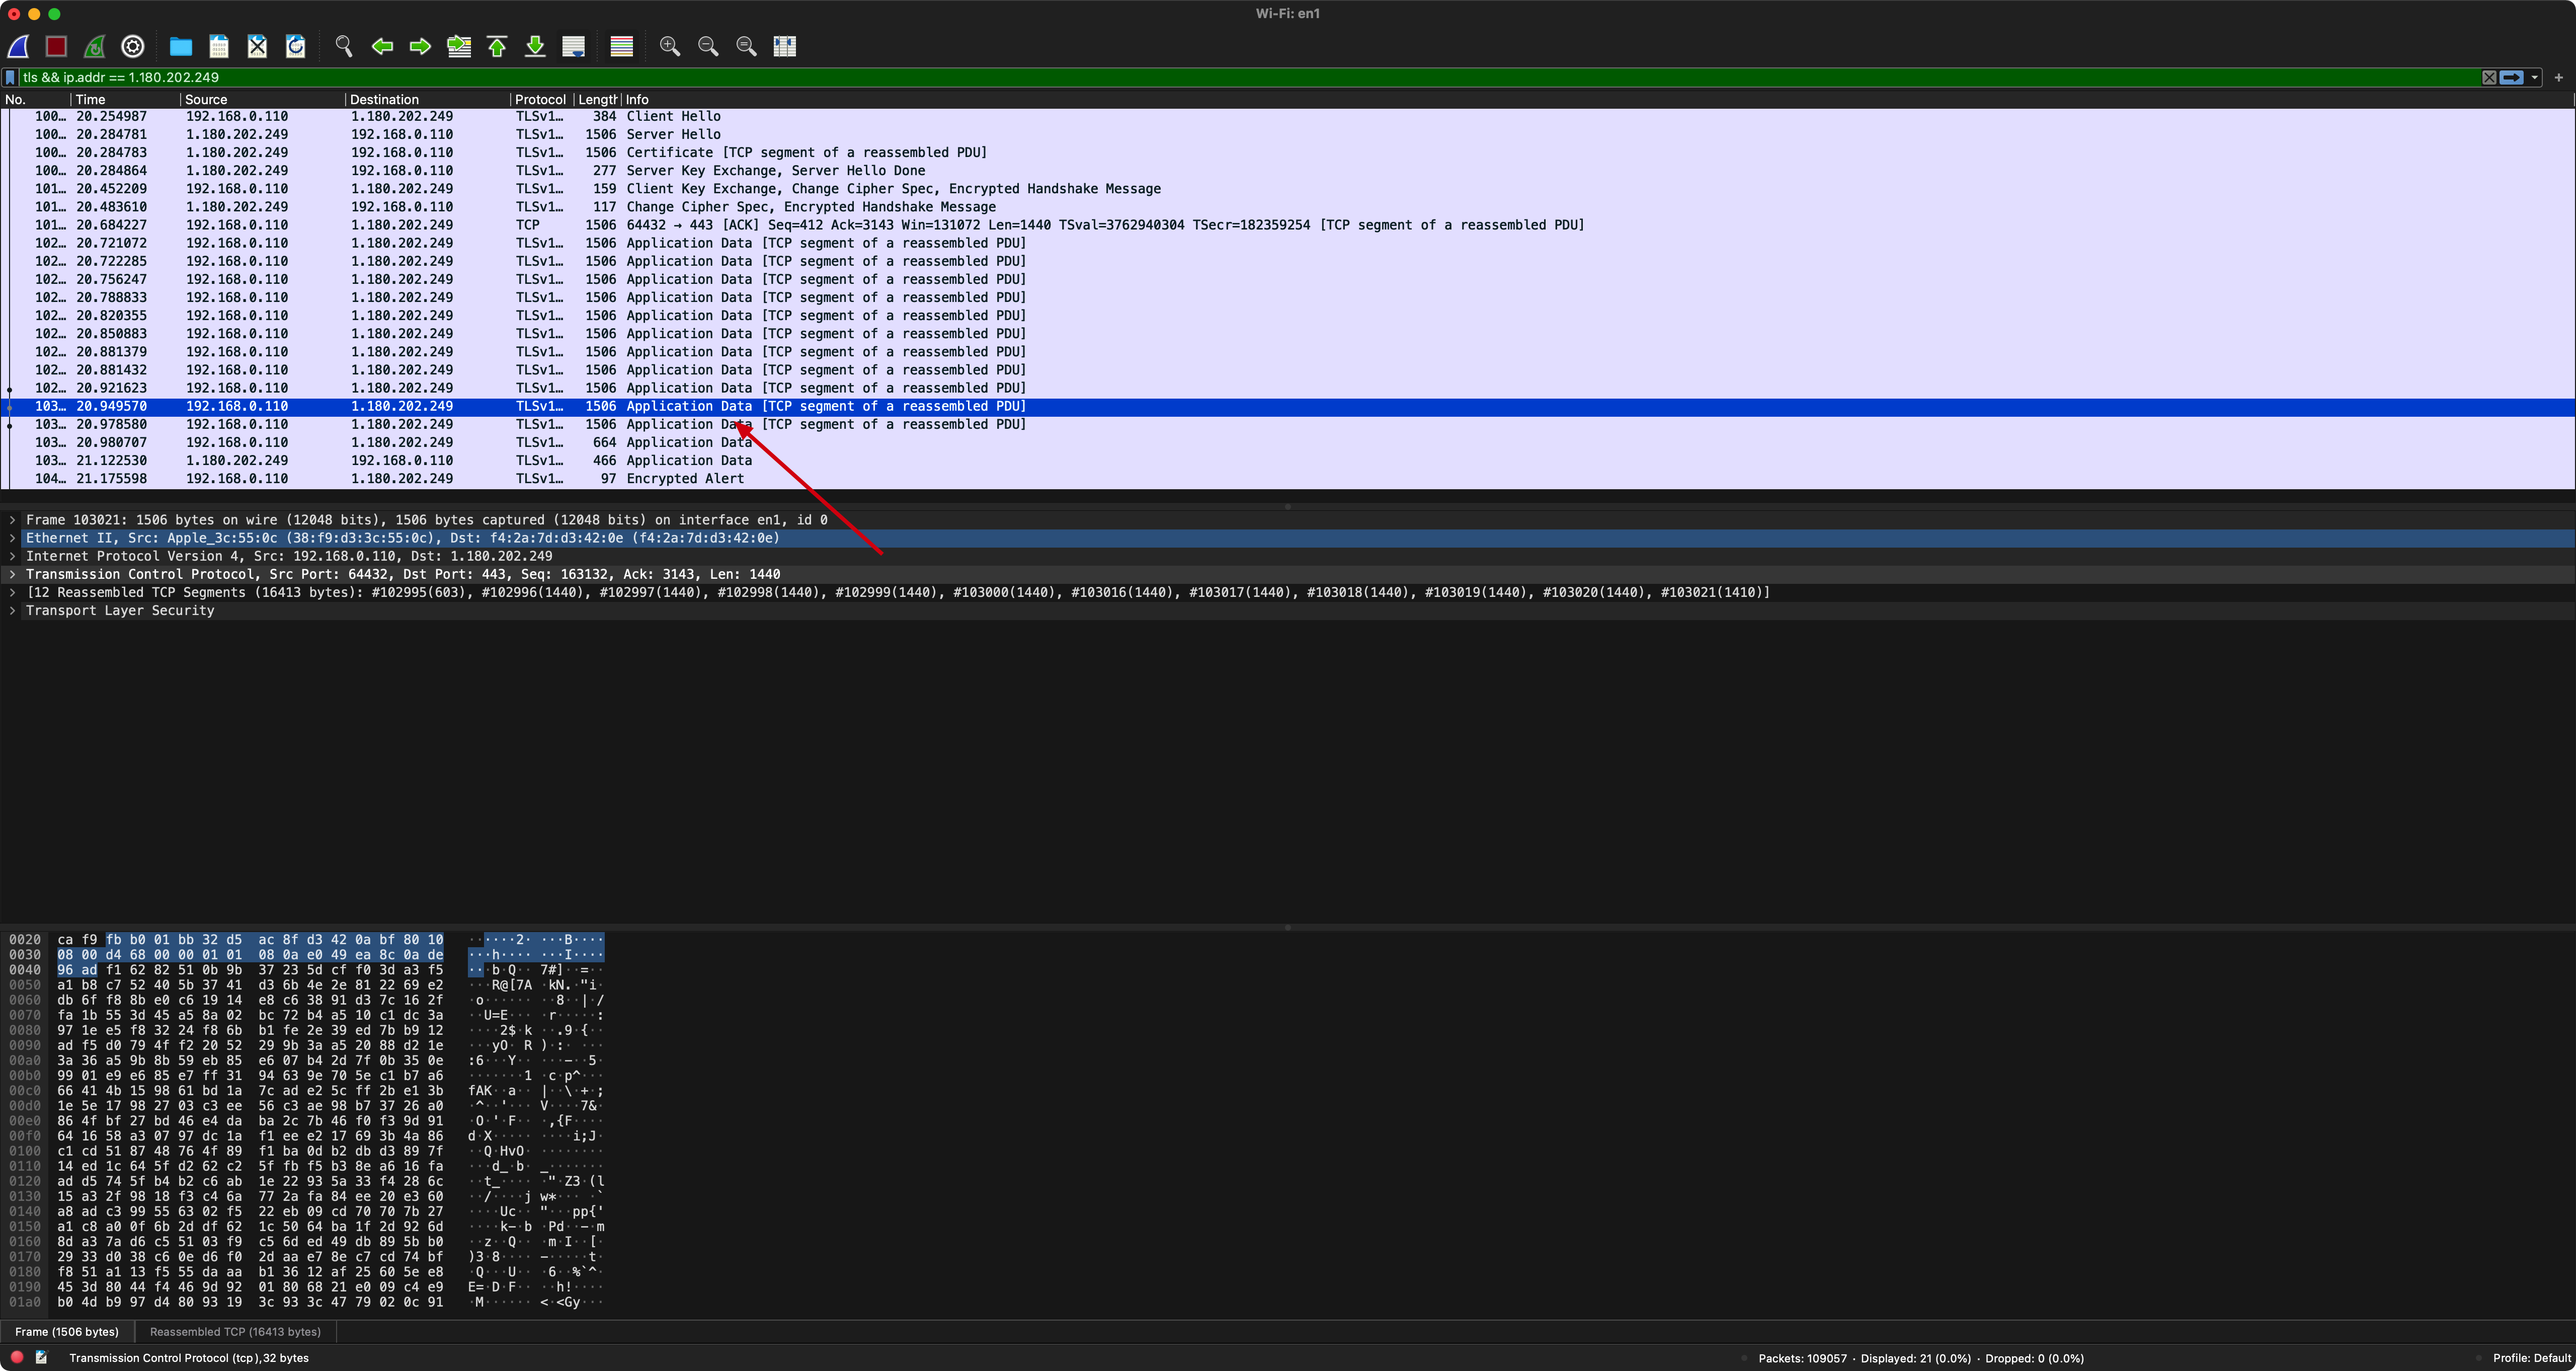 Wi-Fi: en1
tls && ip.addr == 1.180.202.249
No. Time Source Destination Protocol Length Info
100… 20.254987 192.168.0.110 1.180.202.249 TLSv1… 384 Client Hello
100… 20.284781 1.180.202.249 192.168.0.110 TLSv1… 1506 Server Hello
100… 20.284783 1.180.202.249 192.168.0.110 TLSv1… 1506 Certificate [TCP segment of a reassembled PDU]
100… 20.284864 1.180.202.249 192.168.0.110 TLSv1… 277 Server Key Exchange, Server Hello Done
101… 20.452209 192.168.0.110 1.180.202.249 TLSv1… 159 Client Key Exchange, Change Cipher Spec, Encrypted Handshake Message
101… 20.483610 1.180.202.249 192.168.0.110 TLSv1… 117 Change Cipher Spec, Encrypted Handshake Message
101… 20.684227 192.168.0.110 1.180.202.249 TCP 1506 64432 → 443 [ACK] Seq=412 Ack=3143 Win=131072 Len=1440 TSval=3762940304 TSecr=182359254 [TCP segment of a reassembled PDU]
102… 20.721072 192.168.0.110 1.180.202.249 TLSv1… 1506 Application Data [TCP segment of a reassembled PDU]
102… 20.722285 192.168.0.110 1.180.202.249 TLSv1… 1506 Application Data [TCP segment of a reassembled PDU]
102… 20.756247 192.168.0.110 1.180.202.249 TLSv1… 1506 Application Data [TCP segment of a reassembled PDU]
102… 20.788833 192.168.0.110 1.180.202.249 TLSv1… 1506 Application Data [TCP segment of a reassembled PDU]
102… 20.820355 192.168.0.110 1.180.202.249 TLSv1… 1506 Application Data [TCP segment of a reassembled PDU]
102… 20.850883 192.168.0.110 1.180.202.249 TLSv1… 1506 Application Data [TCP segment of a reassembled PDU]
102… 20.881379 192.168.0.110 1.180.202.249 TLSv1… 1506 Application Data [TCP segment of a reassembled PDU]
102… 20.881432 192.168.0.110 1.180.202.249 TLSv1… 1506 Application Data [TCP segment of a reassembled PDU]
102… 20.921623 192.168.0.110 1.180.202.249 TLSv1… 1506 Application Data [TCP segment of a reassembled PDU]
103… 20.949570 192.168.0.110 1.180.202.249 TLSv1… 1506 Application Data [TCP segment of a reassembled PDU]
103… 20.978580 192.168.0.110 1.180.202.249 TLSv1… 1506 Application Data [TCP segment of a reassembled PDU]
103… 20.980707 192.168.0.110 1.180.202.249 TLSv1… 664 Application Data
103… 21.122530 1.180.202.249 192.168.0.110 TLSv1… 466 Application Data
104… 21.175598 192.168.0.110 1.180.202.249 TLSv1… 97 Encrypted Alert
Frame 103021: 1506 bytes on wire (12048 bits), 1506 bytes captured (12048 bits) on interface en1, id 0
Ethernet II, Src: Apple_3c:55:0c (38:f9:d3:3c:55:0c), Dst: f4:2a:7d:d3:42:0e (f4:2a:7d:d3:42:0e)
Internet Protocol Version 4, Src: 192.168.0.110, Dst: 1.180.202.249
Transmission Control Protocol, Src Port: 64432, Dst Port: 443, Seq: 163132, Ack: 3143, Len: 1440
[12 Reassembled TCP Segments (16413 bytes): #102995(603), #102996(1440), #102997(1440), #102998(1440), #102999(1440), #103000(1440), #103016(1440), #103017(1440), #103018(1440), #103019(1440), #103020(1440), #103021(1410)]
Transport Layer Security
0020 ca f9 fb b0 01 bb 32 d5 ac 8f d3 42 0a bf 80 10 ······2· ···B····
0030 08 00 d4 68 00 00 01 01 08 0a e0 49 ea 8c 0a de ···h···· ···I····
0040 96 ad f1 62 82 51 0b 9b 37 23 5d cf f0 3d a3 f5 ···b·Q·· 7#]··=··
0050 a1 b8 c7 52 40 5b 37 41 d3 6b 4e 2e 81 22 69 e2 ···R@[7A ·kN.·"i·
0060 db 6f f8 8b e0 c6 19 14 e8 c6 38 91 d3 7c 16 2f ·o······ ··8··|·/
0070 fa 1b 55 3d 45 a5 8a 02 bc 72 b4 a5 10 c1 dc 3a ··U=E··· ·r·····:
0080 97 1e e5 f8 32 24 f8 6b b1 fe 2e 39 ed 7b b9 12 ····2$·k ··.9·{··
0090 ad f5 d0 79 4f f2 20 52 29 9b 3a a5 20 88 d2 1e ···yO· R )·:· ···
00a0 3a 36 a5 9b 8b 59 eb 85 e6 07 b4 2d 7f 0b 35 0e :6···Y·· ···-··5·
00b0 99 01 e9 e6 85 e7 ff 31 94 63 9e 70 5e c1 b7 a6 ·······1 ·c·p^···
00c0 66 41 4b 15 98 61 bd 1a 7c ad e2 5c ff 2b e1 3b fAK··a·· |··\·+·;
00d0 1e 5e 17 98 27 03 c3 ee 56 c3 ae 98 b7 37 26 a0 ·^··'··· V····7&·
00e0 86 4f bf 27 bd 46 e4 da ba 2c 7b 46 f0 f3 9d 91 ·O·'·F·· ·,{F····
00f0 64 16 58 a3 07 97 dc 1a f1 ee e2 17 69 3b 4a 86 d·X····· ····i;J·
0100 c1 cd 51 87 48 76 4f 89 f1 ba 0d b2 db d3 89 7f ··Q·HvO· ········
0110 14 ed 1c 64 5f d2 62 c2 5f fb f5 b3 8e a6 16 fa ···d_·b· _·······
0120 ad d5 74 5f b4 b2 c6 ab 1e 22 93 5a 33 f4 28 6c ··t_···· ·"·Z3·(l
0130 15 a3 2f 98 18 f3 c4 6a 77 2a fa 84 ee 20 e3 60 ··/····j w*··· ·`
0140 a8 ad c3 99 55 63 02 f5 22 eb 09 cd 70 70 7b 27 ····Uc·· "···pp{'
0150 a1 c8 a0 0f 6b 2d df 62 1c 50 64 ba 1f 2d 92 6d ····k-·b ·Pd··-·m
0160 8d a3 7a d6 c5 51 03 f9 c5 6d ed 49 db 89 5b b0 ··z··Q·· ·m·I··[·
0170 29 33 d0 38 c6 0e d6 f0 2d aa e7 8e c7 cd 74 bf )3·8···· -·····t·
0180 f8 51 a1 13 f5 55 da aa b1 36 12 af 25 60 5e e8 ·Q···U·· ·6··%`^·
0190 45 3d 80 44 f4 46 9d 92 01 80 68 21 e0 09 c4 e9 E=·D·F·· ··h!····
01a0 b0 4d b9 97 d4 80 93 19 3c 93 3c 47 79 02 0c 91 ·M······ <·<Gy···
Frame (1506 bytes) Reassembled TCP (16413 bytes)
Transmission Control Protocol (tcp), 32 bytes Packets: 109057 · Displayed: 21 (0.0%) · Dropped: 0 (0.0%) Profile: Default